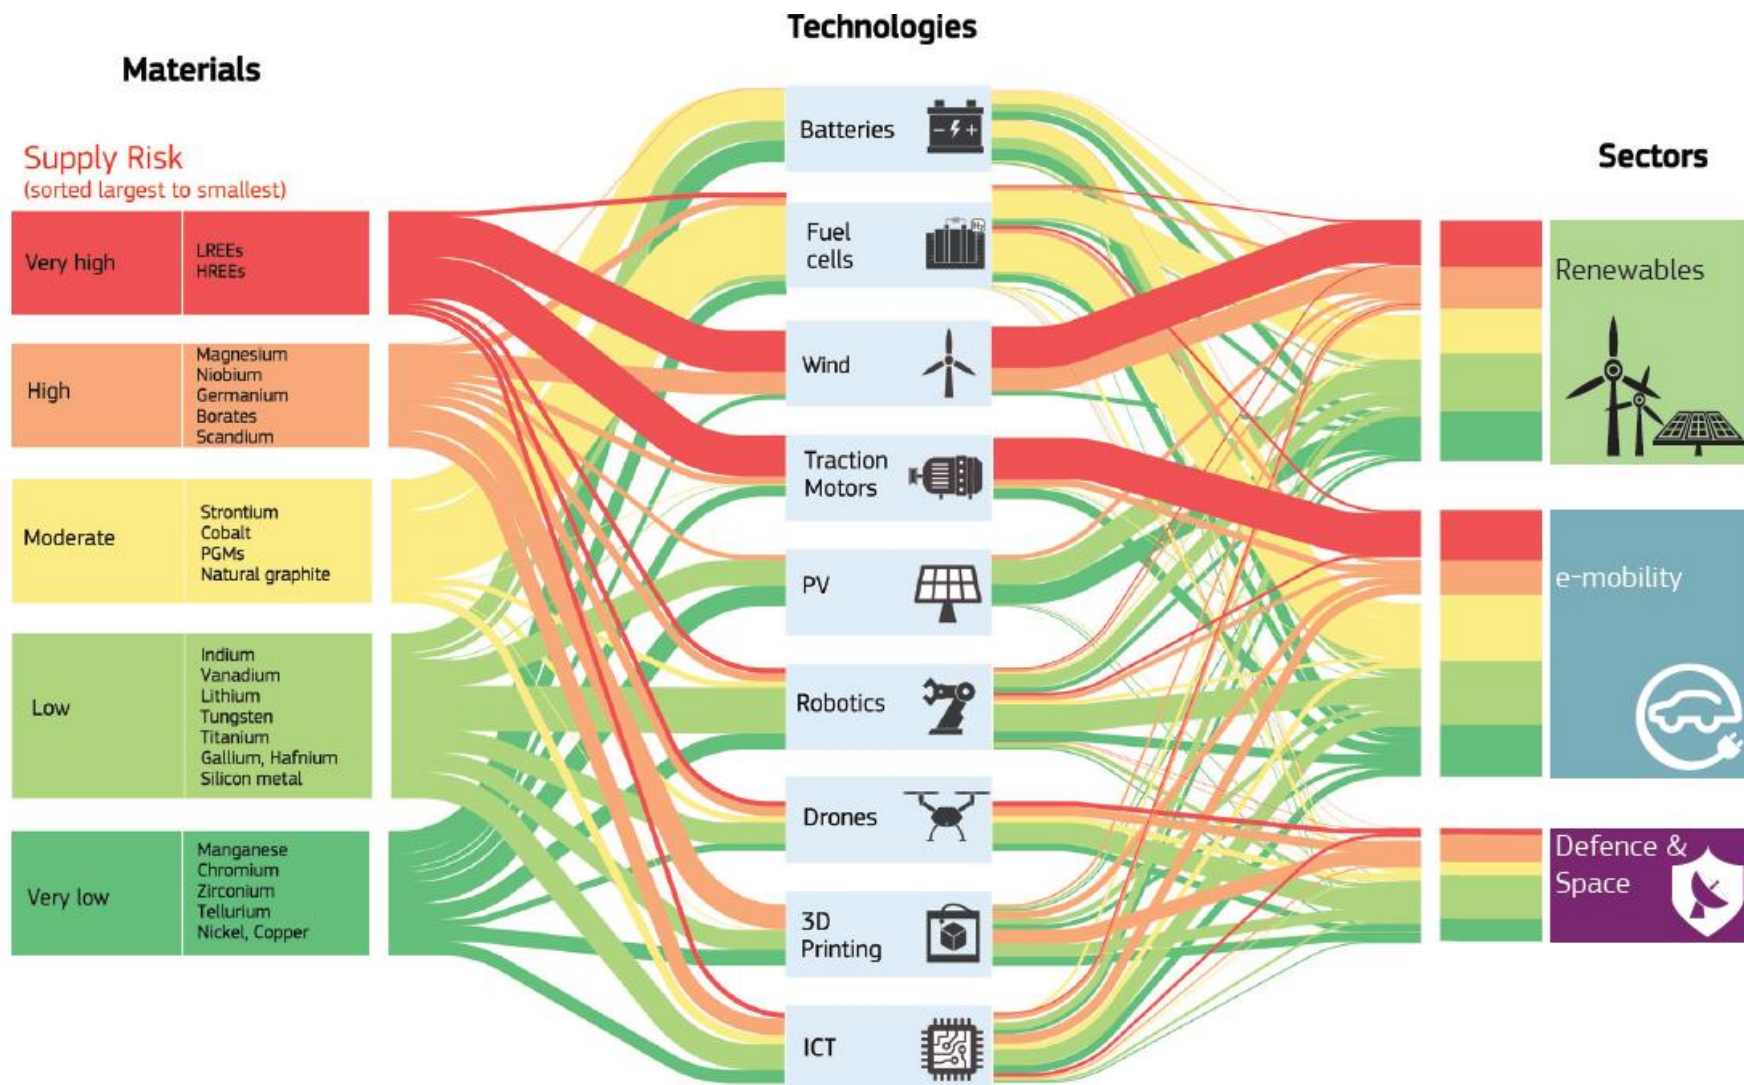 Technologies
Materials
Supply Risk
(sorted largest to smallest)
Very high
LREEs
HREEs
High
Magnesium
Niobium
Germanium
Borates
Scandium
Moderate
Strontium
Cobalt
PGMs
Natural graphite
Low
Indium
Vanadium
Lithium
Tungsten
Titanium
Gallium, Hafnium
Silicon metal
Very low
Manganese
Chromium
Zirconium
Tellurium
Nickel, Copper
Batteries
Fuel
cells
H2
Wind
Traction
Motors
PV
Robotics
Drones
3D
Printing
ICT
Sectors
Renewables
e-mobility
Defence &
Space